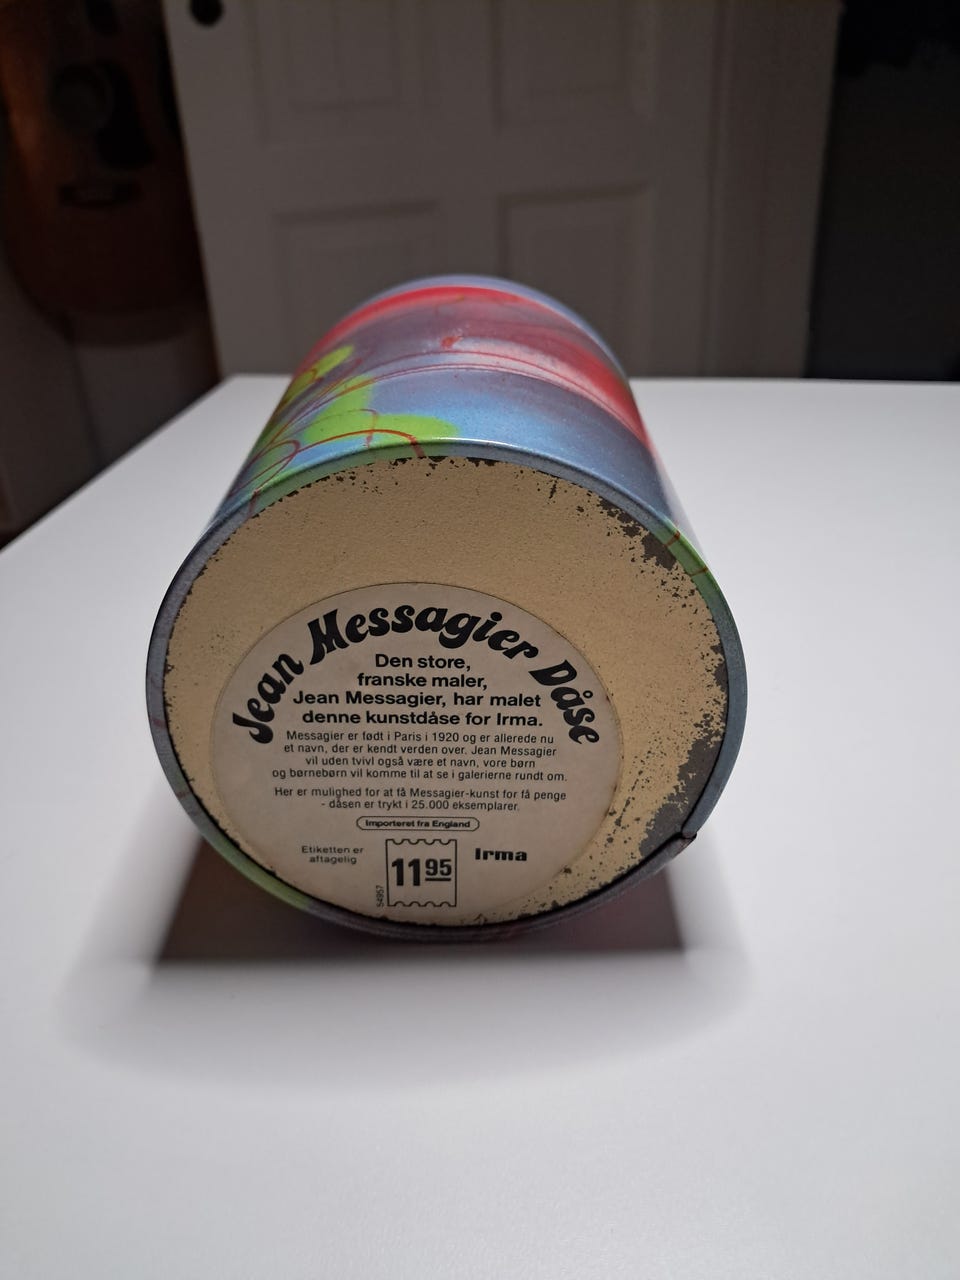 Jean Messagier Dåse
Den store,
franske maler,
Jean Messagier, har malet
denne kunstdåse for Irma.
Messagier er født i Paris i 1920 og er allerede nu
et navn, der er kendt verden over. Jean Messagier
vil uden tvivl også være et navn, vore børn
og børnebørn vil komme til at se i galerierne rundt om.
Her er mulighed for at få Messagier-kunst for få penge
- dåsen er trykt i 25.000 eksemplarer.
Importeret fra England
Etiketten er
aftagelig
54957
11 95
Irma